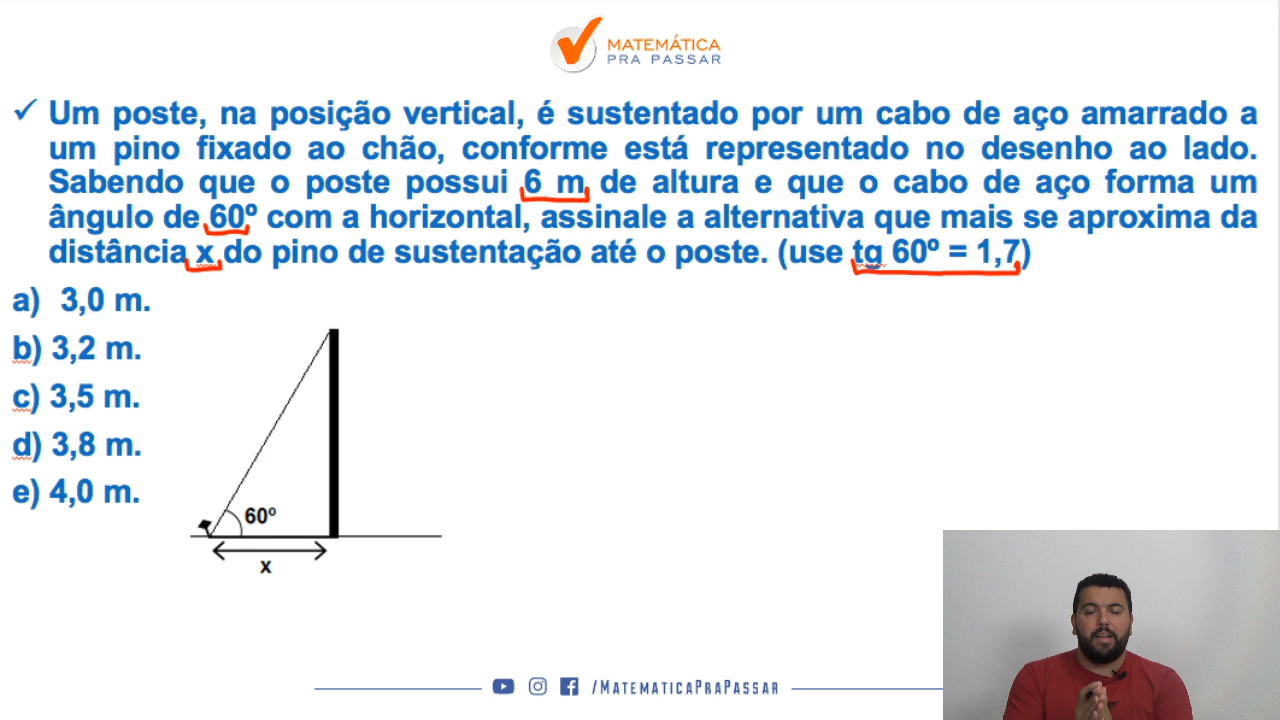 MATEMÁTICA
PRA PASSAR
✓ Um poste, na posição vertical, é sustentado por um cabo de aço amarrado a
um pino fixado ao chão, conforme está representado no desenho ao lado.
Sabendo que o poste possui 6 m de altura e que o cabo de aço forma um
ângulo de 60º com a horizontal, assinale a alternativa que mais se aproxima da
distância x do pino de sustentação até o poste. (use tg 60º = 1,7)
a) 3,0 m.
b) 3,2 m.
c) 3,5 m.
d) 3,8 m.
e) 4,0 m.
60º
x
/MATEMATICAPRAPASSAR